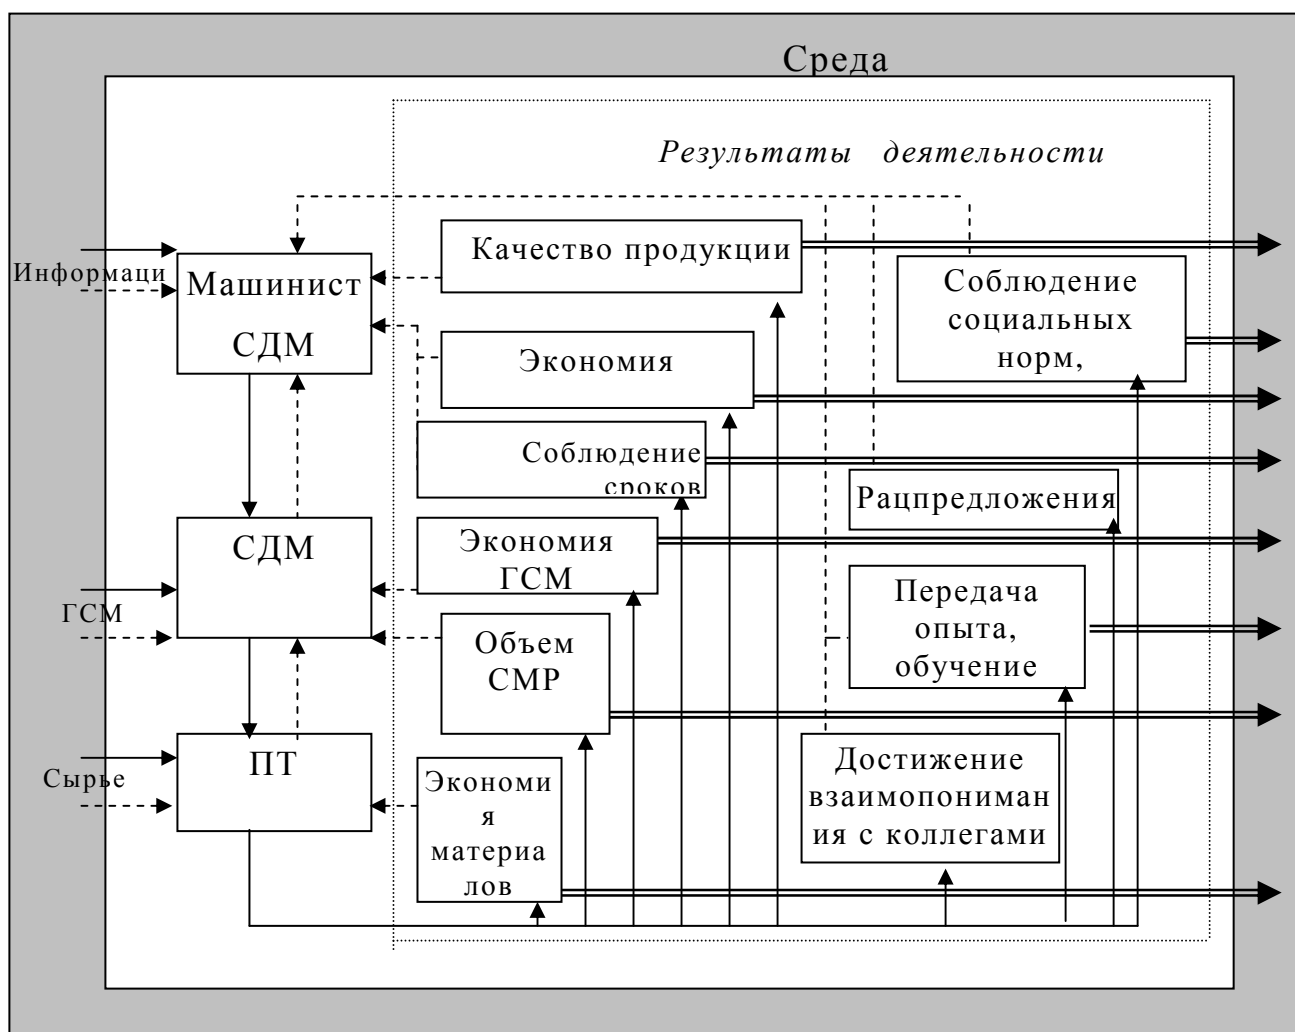 Среда
Результаты деятельности
Информаци
Машинист
СДМ
Качество продукции
Соблюдение
социальных
норм,
Экономия
Соблюдение
сроков
Рацпредложения
СДМ
Экономия
ГСМ
ГСМ
Передача
опыта,
обучение
Объем
СМР
ПТ
Сырье
Экономи
я
материа
лов
Достижение
взаимопониман
ия с коллегами